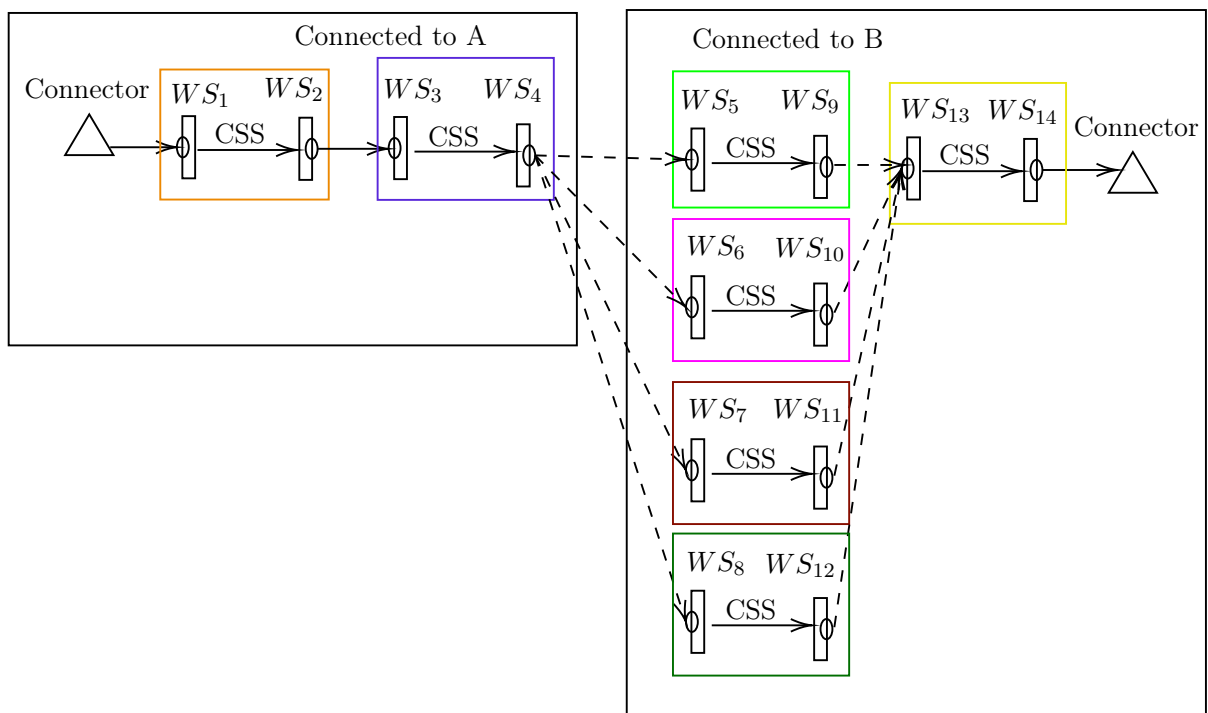 Connected to A
Connected to B
Connector
WS₁
WS₂
WS₃
WS₄
WS₅
WS₉
WS₁₃
WS₁₄
Connector
CSS
CSS
CSS
CSS
WS₆
WS₁₀
CSS
WS₇
WS₁₁
CSS
WS₈
WS₁₂
CSS